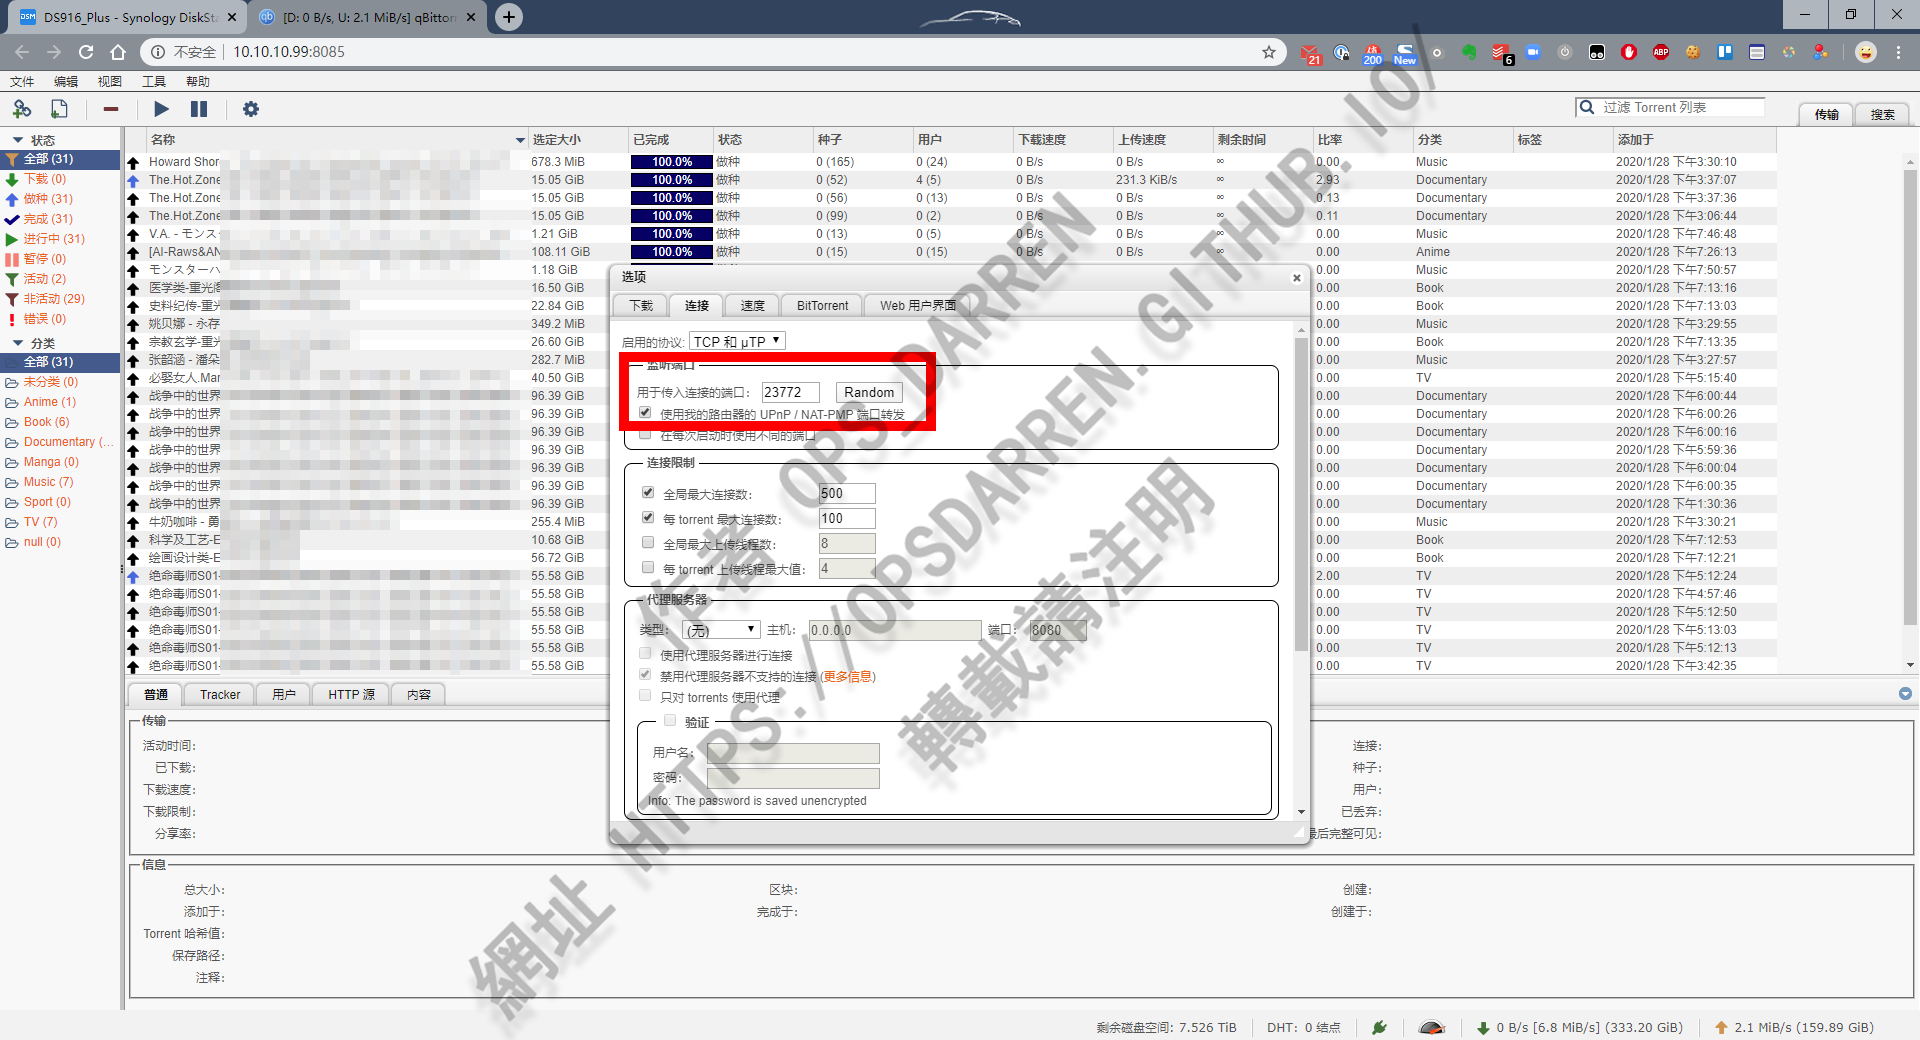 DS916_Plus - Synology DiskSta
[D: 0 B/s, U: 2.1 MiB/s] qBittorr
不安全 10.10.10.99:8085
21
200
New
6
ABP
文件 编辑 视图 工具 帮助
过滤 Torrent 列表
传输 搜索
状态
全部 (31)
下载 (0)
做种 (31)
完成 (31)
进行中 (31)
暂停 (0)
活动 (2)
非活动 (29)
错误 (0)
分类
全部 (31)
未分类 (0)
Anime (1)
Book (6)
Documentary (...
Manga (0)
Music (7)
Sport (0)
TV (7)
null (0)
名称 选定大小 已完成 状态 种子 用户 下载速度 上传速度 剩余时间 比率 分类 标签 添加于
Howard Shor 678.3 MiB 100.0% 做种 0 (165) 0 (24) 0 B/s 0 B/s ∞ 0.00 Music 2020/1/28 下午3:30:10
The.Hot.Zone 15.05 GiB 100.0% 做种 0 (52) 4 (5) 0 B/s 231.3 KiB/s ∞ 2.93 Documentary 2020/1/28 下午3:37:07
The.Hot.Zone 15.05 GiB 100.0% 做种 0 (56) 0 (13) 0 B/s 0 B/s ∞ 0.13 Documentary 2020/1/28 下午3:37:36
The.Hot.Zone 15.05 GiB 100.0% 做种 0 (99) 0 (2) 0 B/s 0 B/s ∞ 0.11 Documentary 2020/1/28 下午3:06:44
V.A. - モンス 1.21 GiB 100.0% 做种 0 (13) 0 (5) 0 B/s 0 B/s ∞ 0.00 Music 2020/1/28 下午7:46:48
[AI-Raws&AN 108.11 GiB 100.0% 做种 0 (15) 0 (15) 0 B/s 0 B/s ∞ 0.00 Anime 2020/1/28 下午7:26:13
モンスターハ 1.18 GiB 0.00 Music 2020/1/28 下午7:50:57
医学类-重光 16.50 GiB 0.00 Book 2020/1/28 下午7:13:16
史料纪传-重光 22.84 GiB 0.00 Book 2020/1/28 下午7:13:03
姚贝娜 - 永存 349.2 MiB 0.00 Music 2020/1/28 下午3:29:55
宗教玄学-重光 26.60 GiB 0.00 Book 2020/1/28 下午7:13:35
张韶涵 - 潘朵 282.7 MiB 0.00 Music 2020/1/28 下午3:27:57
必娶女人.Mar 40.50 GiB 0.00 TV 2020/1/28 下午5:15:40
战争中的世界 96.39 GiB 0.00 Documentary 2020/1/28 下午6:00:44
战争中的世界 96.39 GiB 0.00 Documentary 2020/1/28 下午6:00:26
战争中的世界 96.39 GiB 0.00 Documentary 2020/1/28 下午6:00:16
战争中的世界 96.39 GiB 0.00 Documentary 2020/1/28 下午5:59:36
战争中的世界 96.39 GiB 0.00 Documentary 2020/1/28 下午6:00:04
战争中的世界 96.39 GiB 0.00 Documentary 2020/1/28 下午6:00:35
战争中的世界 96.39 GiB 0.00 Documentary 2020/1/28 下午1:30:36
牛奶咖啡 - 黄 255.4 MiB 0.00 Music 2020/1/28 下午3:30:21
科学及工艺-E 10.68 GiB 0.00 Book 2020/1/28 下午7:12:53
绘画设计类-E 56.72 GiB 0.00 Book 2020/1/28 下午7:12:21
绝命毒师S01- 55.58 GiB 2.00 TV 2020/1/28 下午5:12:24
绝命毒师S01- 55.58 GiB 0.00 TV 2020/1/28 下午4:57:46
绝命毒师S01- 55.58 GiB 0.00 TV 2020/1/28 下午5:12:50
绝命毒师S01- 55.58 GiB 0.00 TV 2020/1/28 下午5:13:03
绝命毒师S01- 55.58 GiB 0.00 TV 2020/1/28 下午5:12:13
绝命毒师S01- 55.58 GiB 0.00 TV 2020/1/28 下午3:42:35
选项
下载 连接 速度 BitTorrent Web 用户界面
启用的协议: TCP 和 μTP
监听端口
用于传入连接的端口: 23772 Random
使用我的路由器的 UPnP / NAT-PMP 端口转发
在每次启动时使用不同的端口
连接限制
全局最大连接数: 500
每 torrent 最大连接数: 100
全局最大上传线程数: 8
每 torrent 上传线程最大值: 4
代理服务器
类型: (无) 主机: 0.0.0.0 端口: 8080
使用代理服务器进行连接
禁用代理服务器不支持的连接 (更多信息)
只对 torrents 使用代理
验证
用户名:
密码:
Info: The password is saved unencrypted
普通 Tracker 用户 HTTP 源 内容
传输
活动时间: 连接:
已下载: 种子:
下载速度: 用户:
下载限制: 已丢弃:
分享率: 最后完整可见:
信息
总大小: 区块: 创建:
添加于: 完成于: 创建于:
Torrent 哈希值:
保存路径:
注释:
剩余磁盘空间: 7.526 TiB DHT: 0 结点 0 B/s [6.8 MiB/s] (333.20 GiB) 2.1 MiB/s (159.89 GiB)
作者 OPS_DARREN
網址 HTTPS://OPSDARREN.GITHUB.IO/
轉載請注明